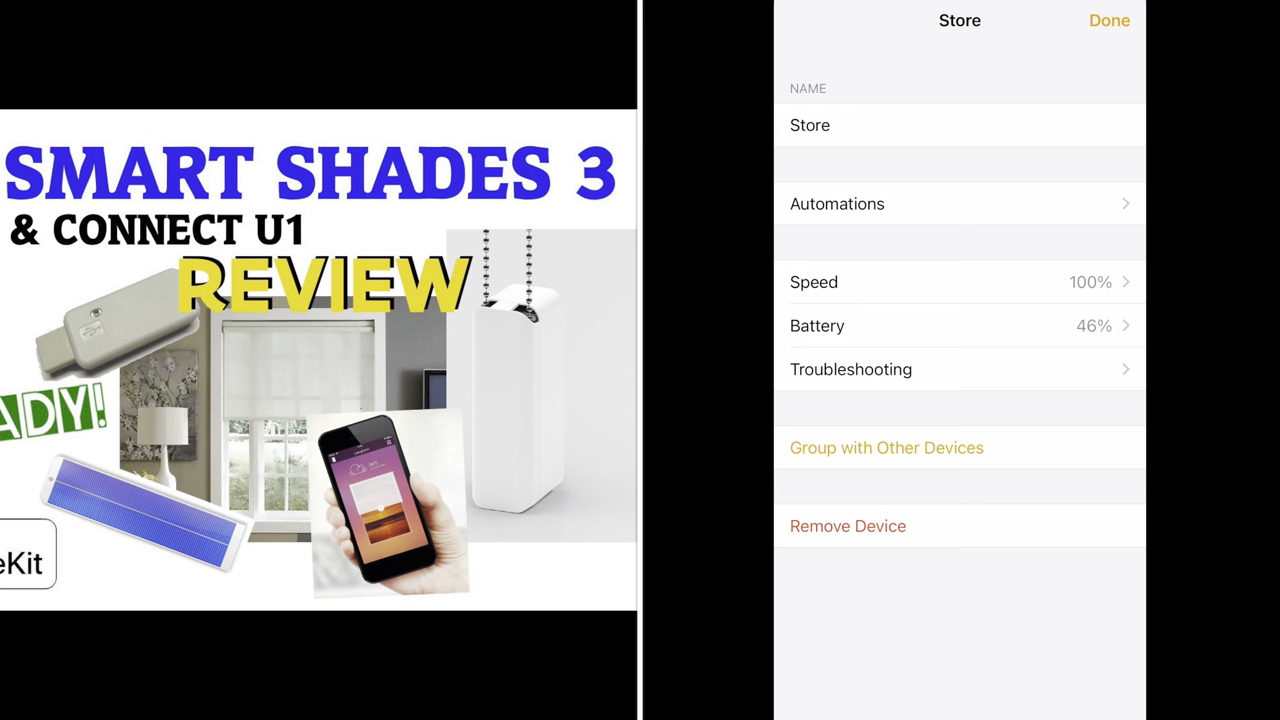 SMART SHADES 3
& CONNECT U1
REVIEW
ADY!
eKit
Store
Done
NAME
Store
Automations
Speed
100%
Battery
46%
Troubleshooting
Group with Other Devices
Remove Device